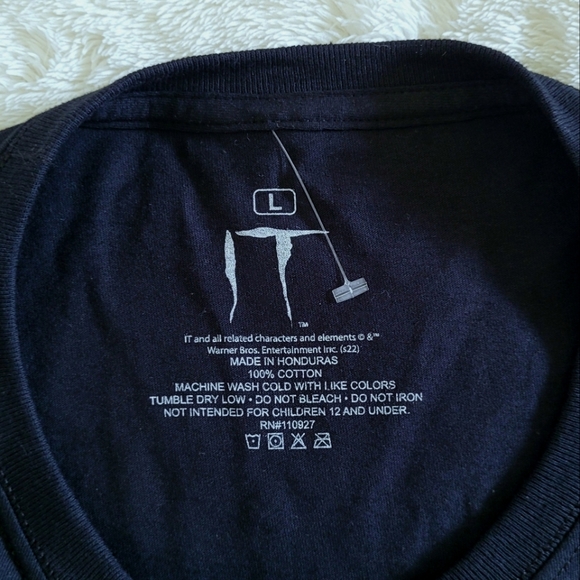 L
IT
TM
IT and all related characters and elements © &™
Warner Bros. Entertainment Inc. (s22)
MADE IN HONDURAS
100% COTTON
MACHINE WASH COLD WITH LIKE COLORS
TUMBLE DRY LOW • DO NOT BLEACH • DO NOT IRON
NOT INTENDED FOR CHILDREN 12 AND UNDER.
RN#110927